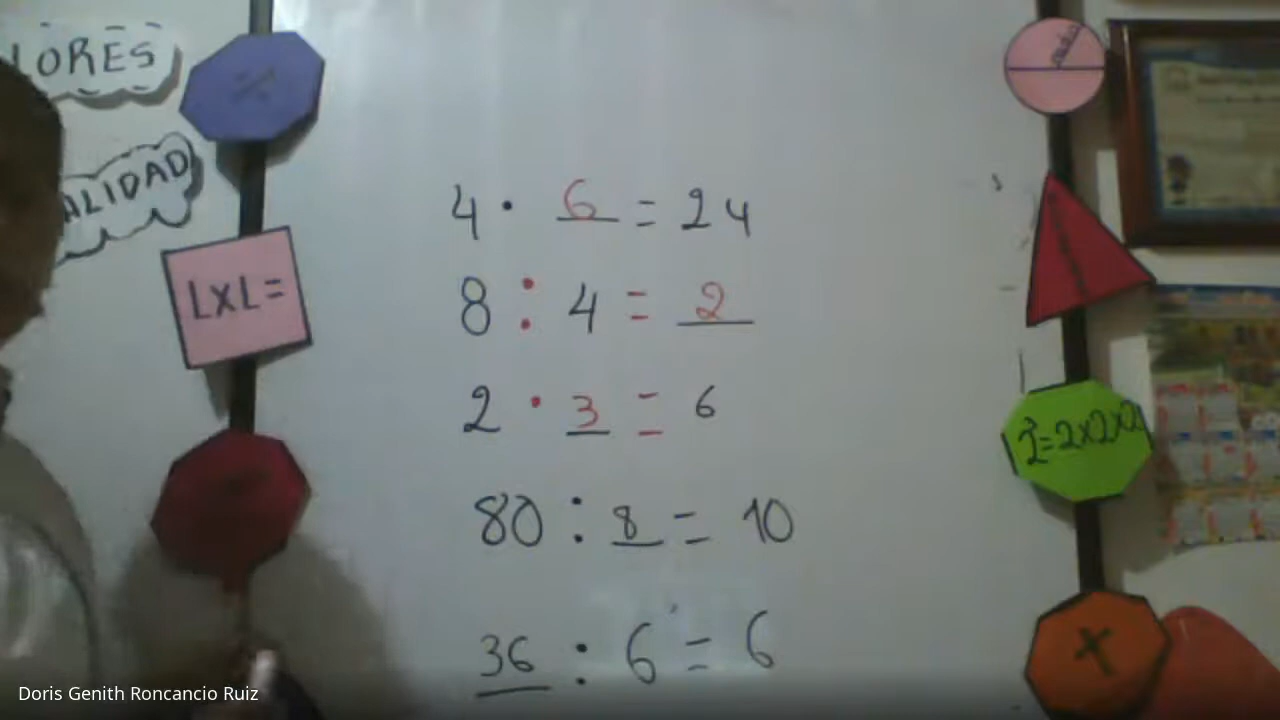 LORES
ALIDAD
LXL=
4 · 6 = 24
8 : 4 = 2
2 · 3 = 6
80 : 8 = 10
36 : 6 = 6
=2x2x2
X
Doris Genith Roncancio Ruiz